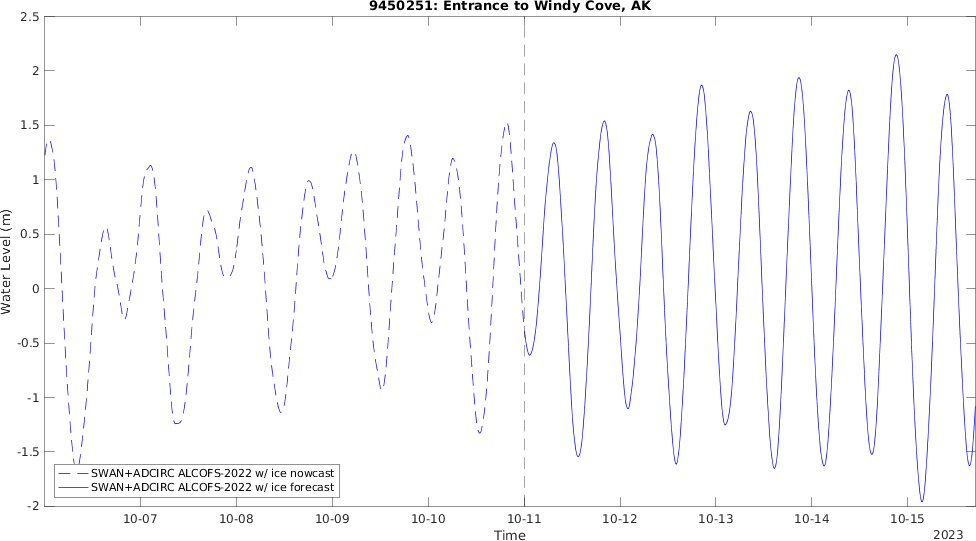 9450251: Entrance to Windy Cove, AK
2.5
2
1.5
1
0.5
0
-0.5
-1
-1.5
-2
Water Level (m)
SWAN+ADCIRC ALCOFS-2022 w/ ice nowcast
SWAN+ADCIRC ALCOFS-2022 w/ ice forecast
10-07 10-08 10-09 10-10 10-11 10-12 10-13 10-14 10-15
Time
2023